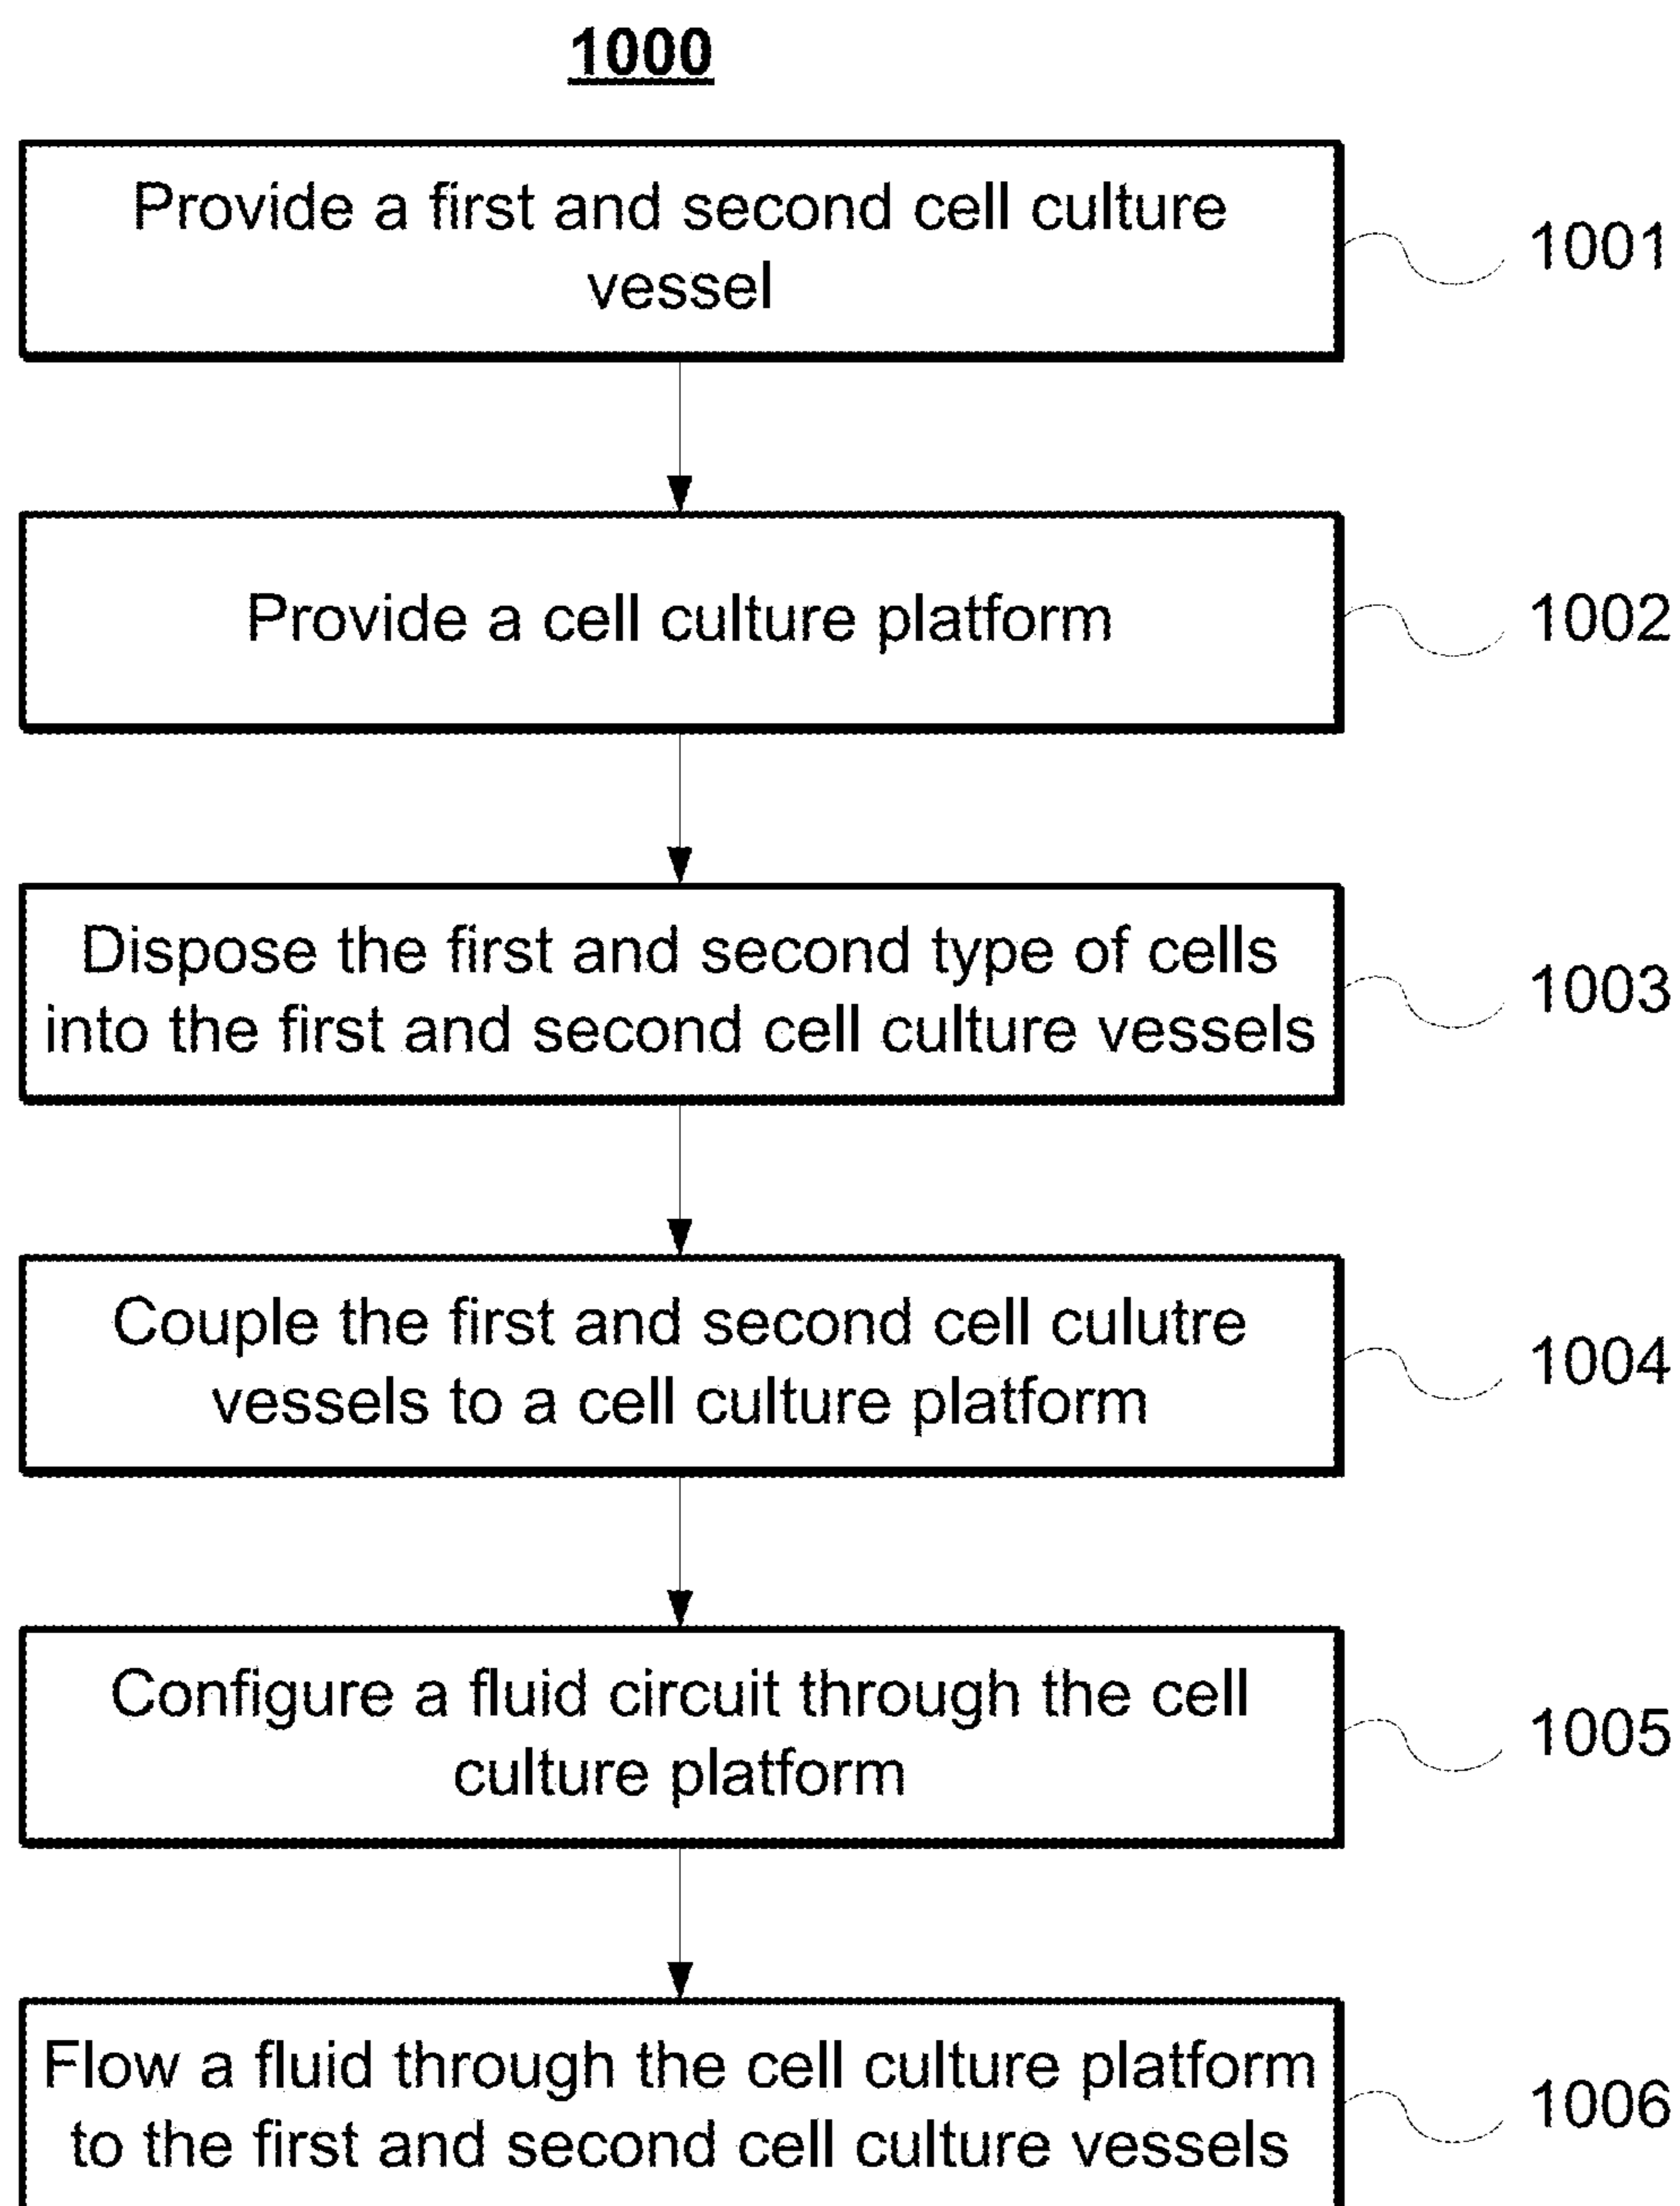 1000
Provide a first and second cell culture
vessel
1001
Provide a cell culture platform
1002
Dispose the first and second type of cells
into the first and second cell culture vessels
1003
Couple the first and second cell culutre
vessels to a cell culture platform
1004
Configure a fluid circuit through the cell
culture platform
1005
Flow a fluid through the cell culture platform
to the first and second cell culture vessels
1006